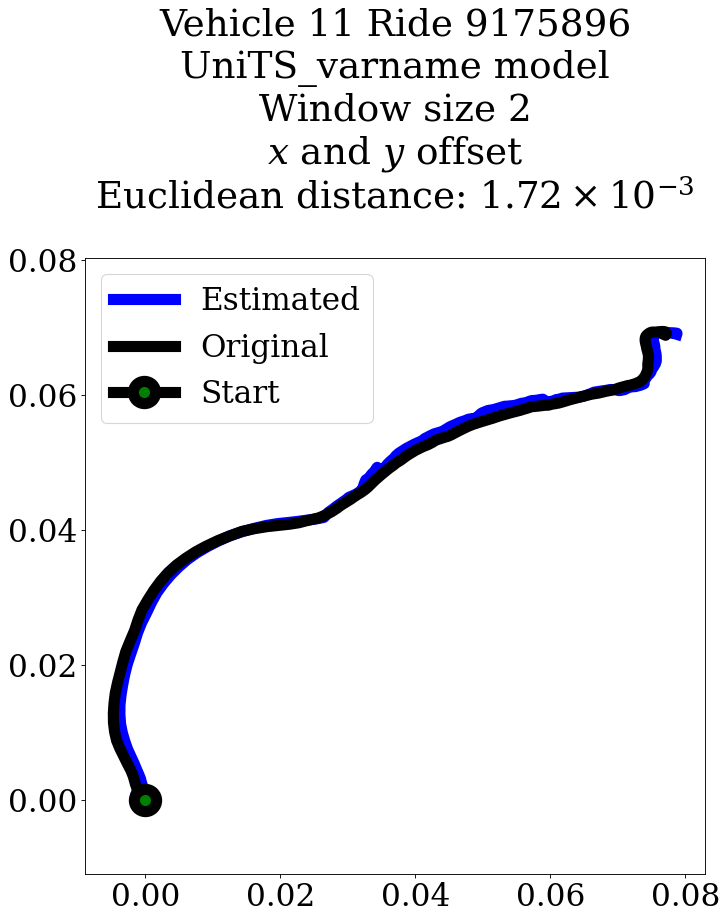 Vehicle 11 Ride 9175896
UniTS_varname model
Window size 2
x and y offset
Euclidean distance: 1.72 × 10⁻³
0.08
Estimated
Original
Start
0.06
0.04
0.02
0.00
0.00 0.02 0.04 0.06 0.08